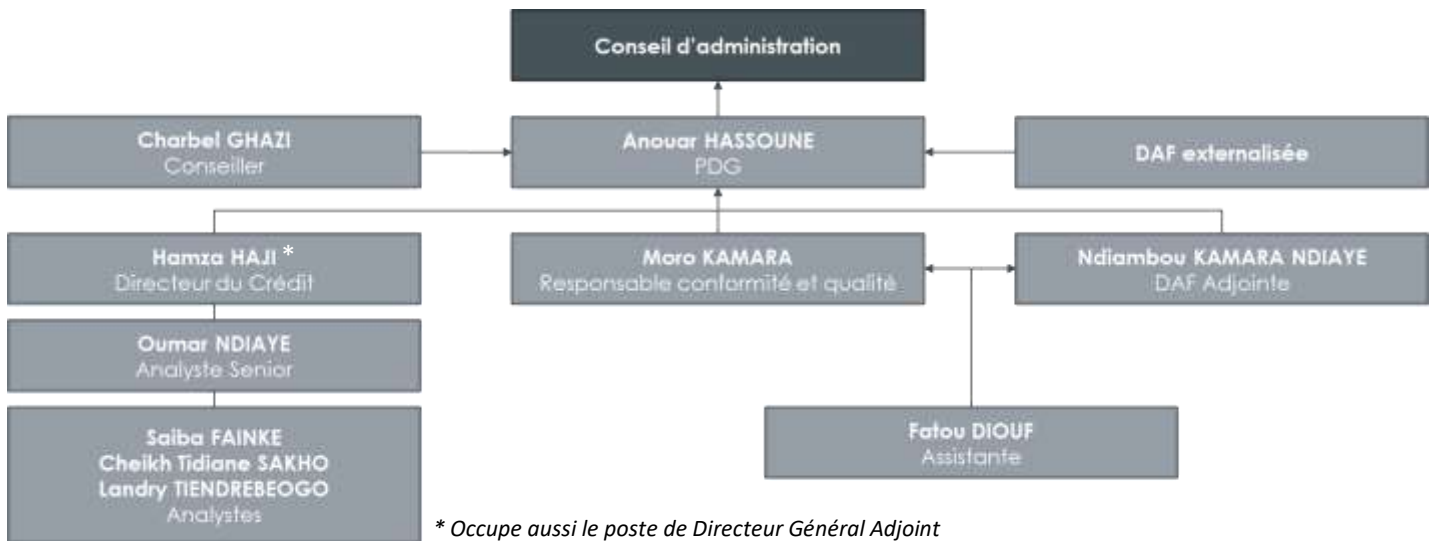 Conseil d'administration
Charbel GHAZI
Conseiller
Anouar HASSOUNE
PDG
DAF externalisée
Hamza HAJI *
Directeur du Crédit
Moro KAMARA
Responsable conformité et qualité
Ndiambou KAMARA NDIAYE
DAF Adjointe
Oumar NDIAYE
Analyste Senior
Saiba FAINKE
Cheikh Tidiane SAKHO
Landry TIENDREBEOGO
Analystes
Fatou DIOUF
Assistante
* Occupe aussi le poste de Directeur Général Adjoint